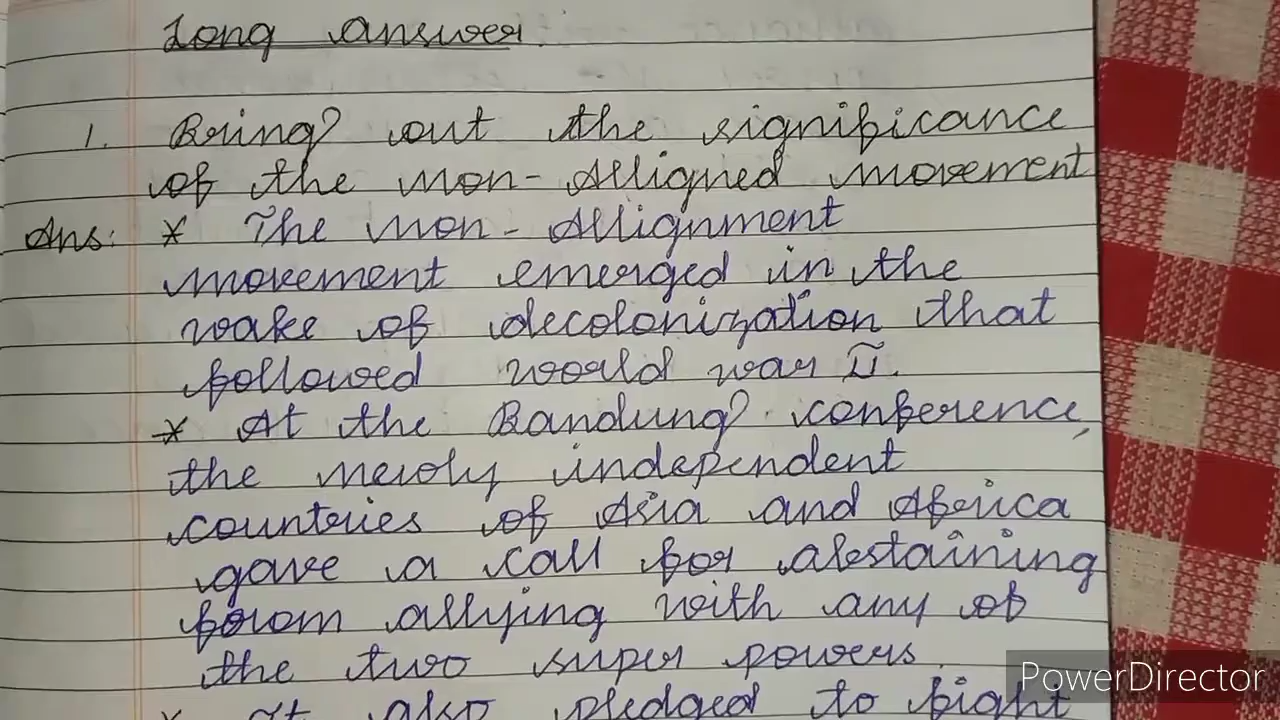 Long answer.
1. Bring out the significance
of the non-Alligned movement
Ans: * The non-Allignment
movement emerged in the
wake of decolonization that
followed world war II.
* At the Bandung conference,
the newly independent
countries of Asia and Africa
gave a call for abstaining
from allying with any of
the two super powers.
* It also pledged to fight
PowerDirector